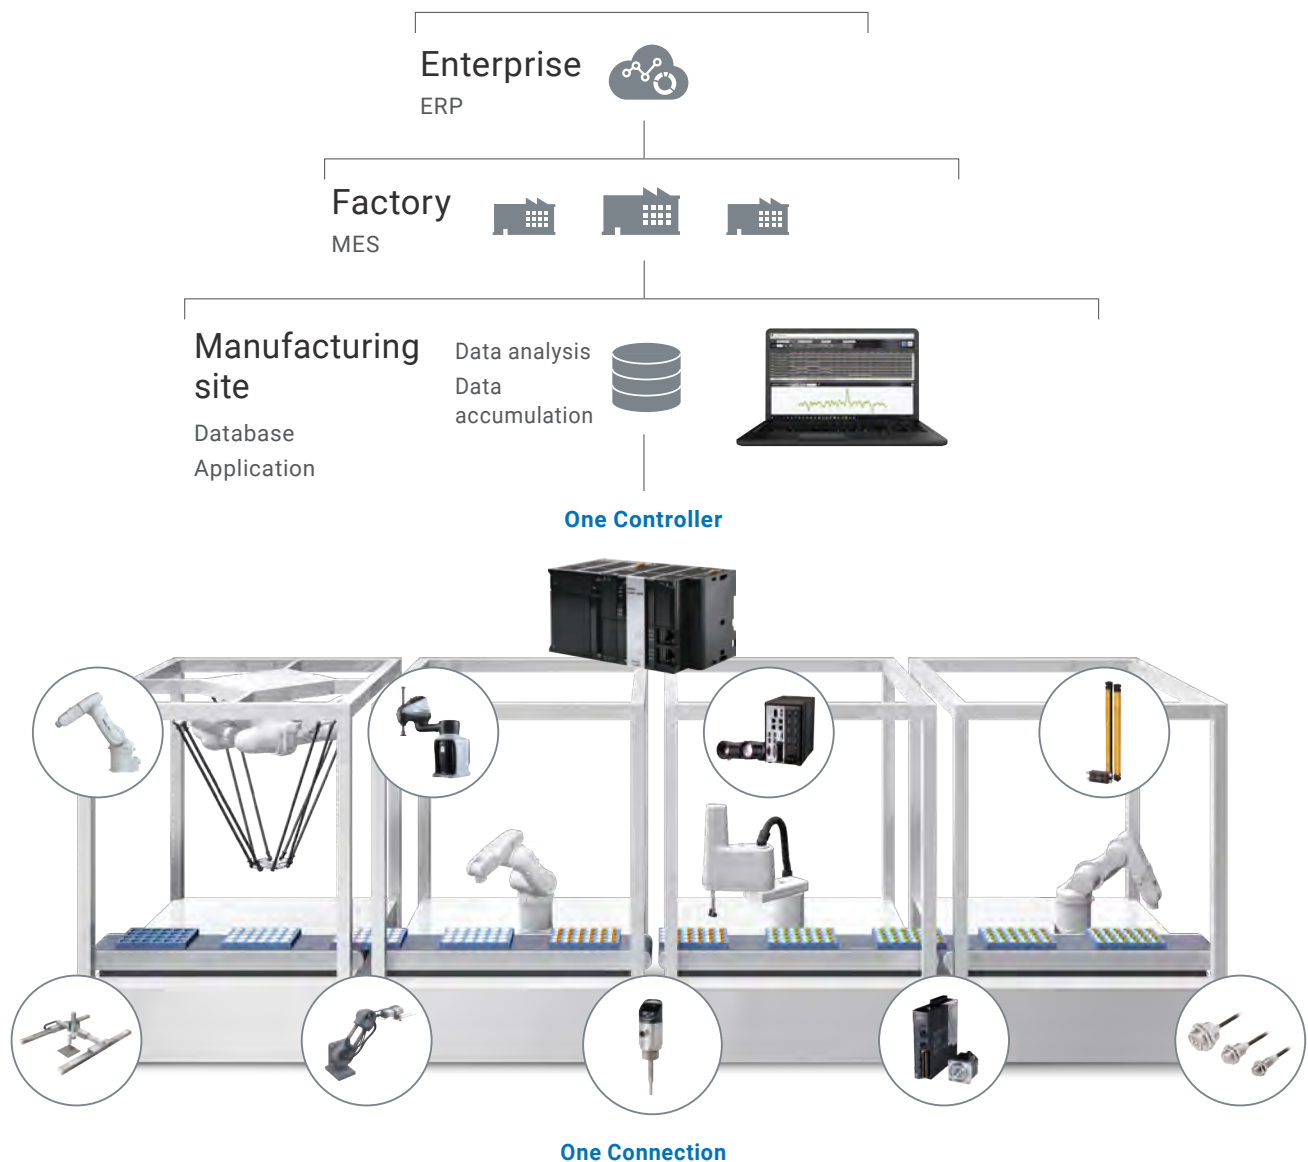 Enterprise
ERP
Factory
MES
Manufacturing
site
Database
Application
Data analysis
Data
accumulation
One Controller
One Connection